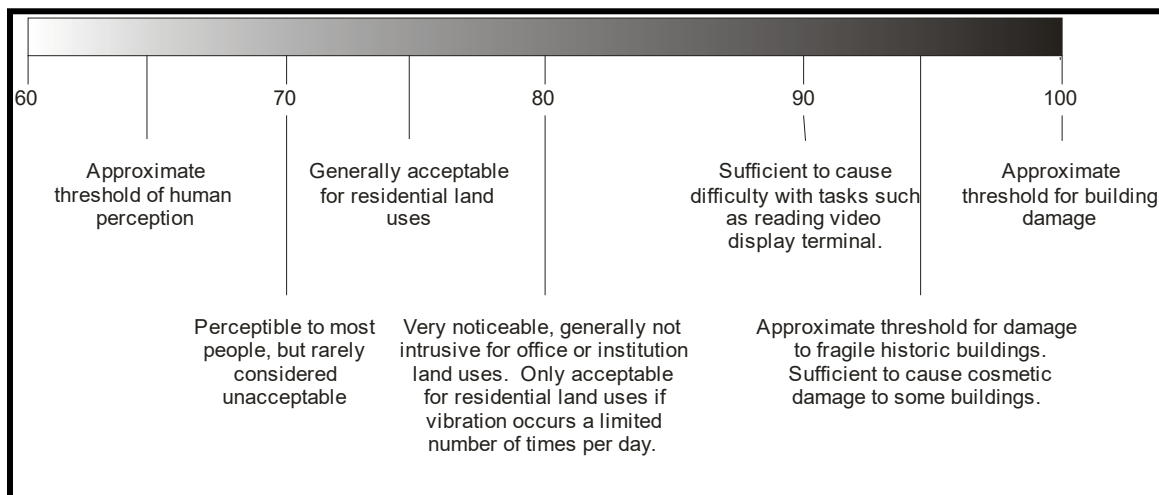 60
70
80
90
100
Approximate
threshold of human
perception
Generally acceptable
for residential land
uses
Sufficient to cause
difficulty with tasks such
as reading video
display terminal.
Approximate
threshold for building
damage
Perceptible to most
people, but rarely
considered
unacceptable
Very noticeable, generally not
intrusive for office or institution
land uses.  Only acceptable
for residential land uses if
vibration occurs a limited
number of times per day.
Approximate threshold for damage
to fragile historic buildings.
Sufficient to cause cosmetic
damage to some buildings.